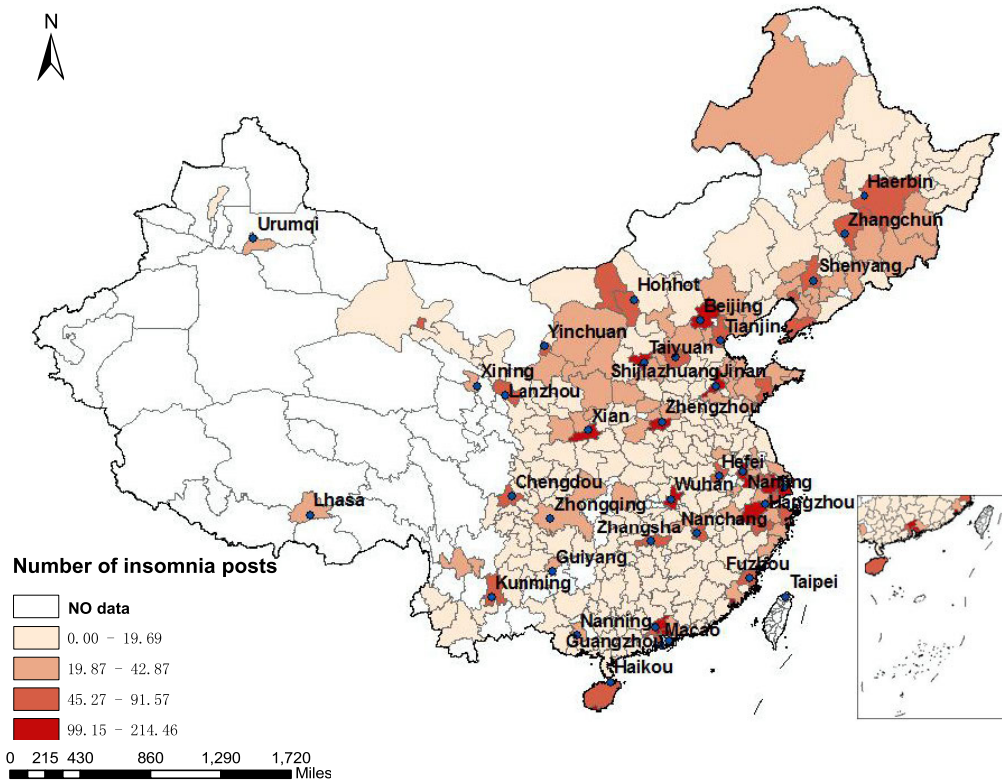 N
Haerbin
Zhangchun
Urumqi
Shenyang
Hohhot
Beijing
Tianjin
Yinchuan
Taiyuan
Shijiazhuang
Jinan
Xining
Lanzhou
Zhengzhou
Xian
Hefei
Nanjing
Chengdou
Wuhan
Hangzhou
Lhasa
Zhongqing
Nanchang
Zhangsha
Guiyang
Fuzhou
Taipei
Kunming
Nanning
Macao
Guangzhou
Haikou
Number of insomnia posts
NO data
0.00 - 19.69
19.87 - 42.87
45.27 - 91.57
99.15 - 214.46
0 215 430 860 1,290 1,720
Miles